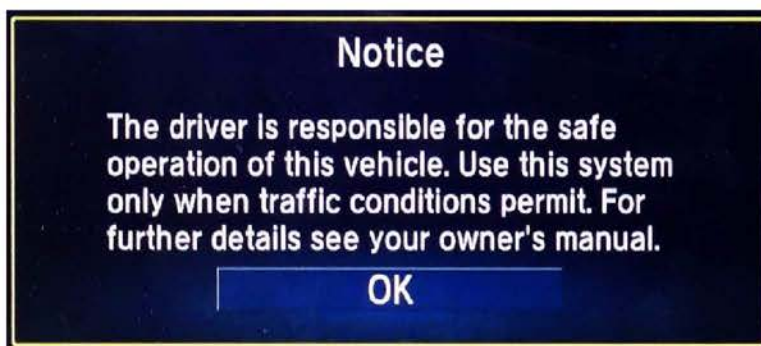 Notice
The driver is responsible for the safe
operation of this vehicle. Use this system
only when traffic conditions permit. For
further details see your owner's manual.
OK